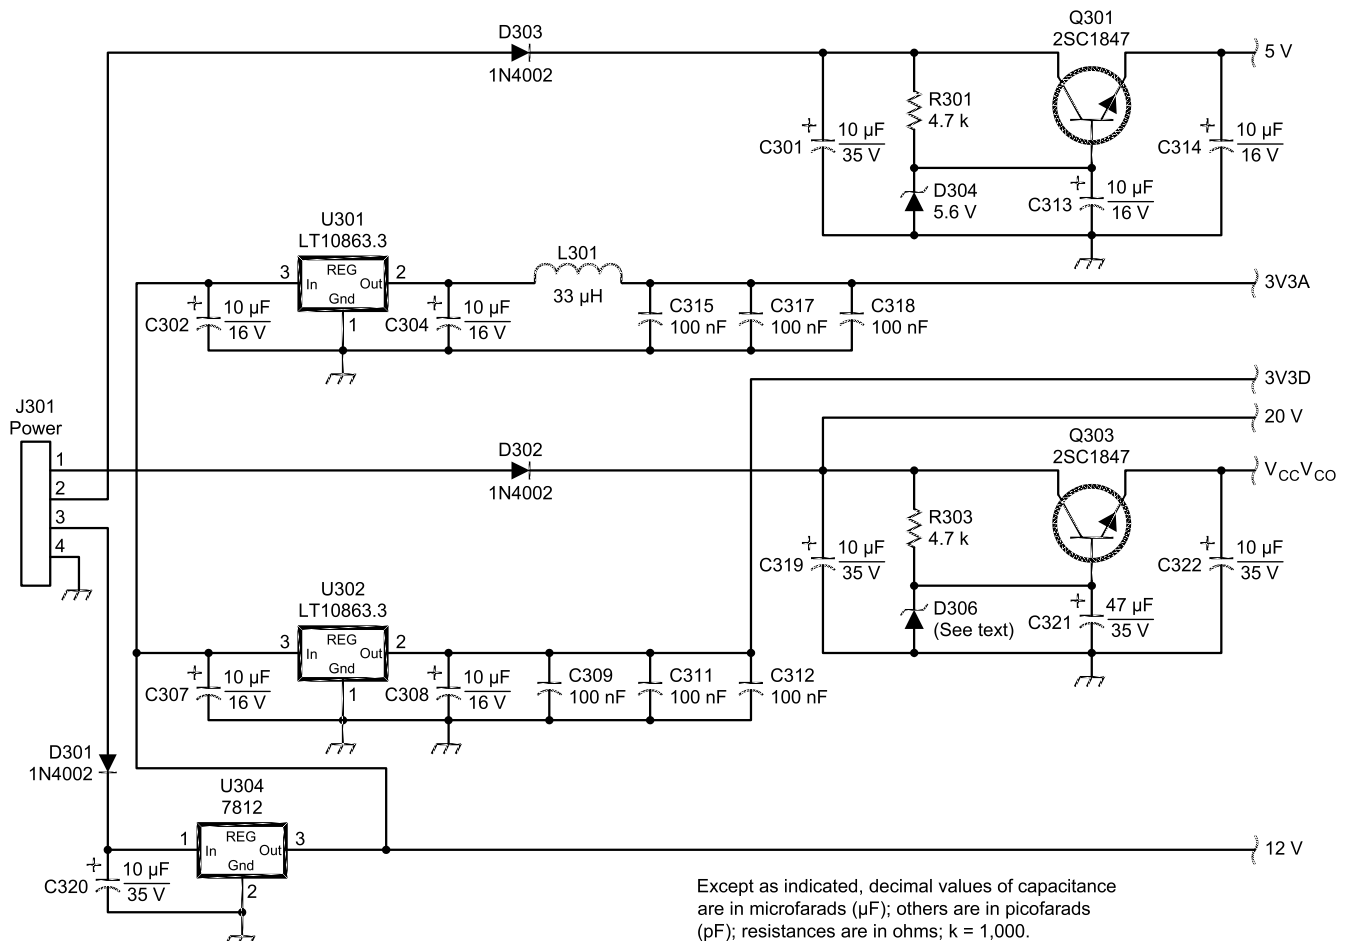 D303
1N4002
Q301
2SC1847
5 V
R301
4.7 k
C301
10 µF
35 V
D304
5.6 V
C313
10 µF
16 V
C314
10 µF
16 V
U301
LT10863.3
3
REG
In
Out
Gnd
2
1
C302
10 µF
16 V
C304
10 µF
16 V
L301
33 µH
C315
100 nF
C317
100 nF
C318
100 nF
3V3A
3V3D
20 V
J301
Power
1
2
3
4
D302
1N4002
Q303
2SC1847
VCCVCO
R303
4.7 k
C319
10 µF
35 V
D306
(See text)
C321
47 µF
35 V
C322
10 µF
35 V
U302
LT10863.3
3
REG
In
Out
Gnd
2
1
C307
10 µF
16 V
C308
10 µF
16 V
C309
100 nF
C311
100 nF
C312
100 nF
D301
1N4002
U304
7812
1
REG
In
Out
Gnd
3
2
C320
10 µF
35 V
12 V
Except as indicated, decimal values of capacitance
are in microfarads (µF); others are in picofarads
(pF); resistances are in ohms; k = 1,000.